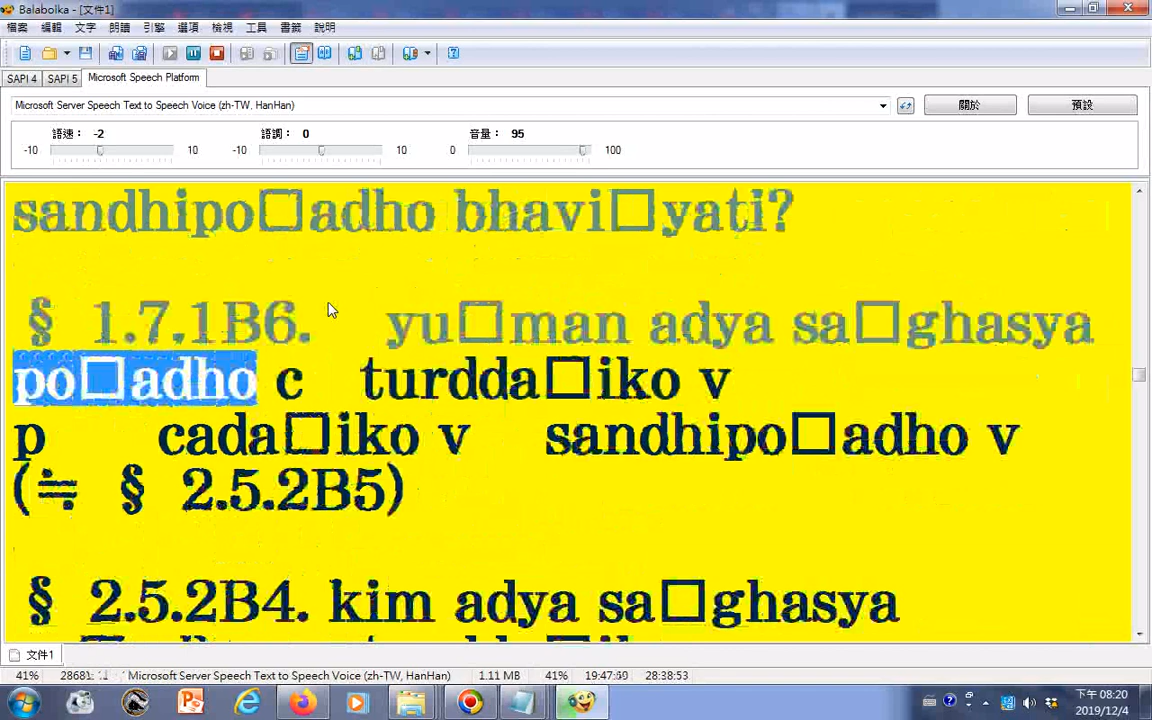 Balabolka - [文件1]
檔案 編輯 文字 朗讀 引擎 選項 檢視 工具 書籤 說明
SAPI 4 SAPI 5 Microsoft Speech Platform
Microsoft Server Speech Text to Speech Voice (zh-TW, HanHan) 關於 預設
語速： -2 語調： 0 音量： 95
-10 10 -10 10 0 100
sandhipo□adho bhavi□yati?
§ 1.7.1B6. yu□man adya sa□ghasya
po□adho c turdda□iko v
p cada□iko v sandhipo□adho v
(≒ § 2.5.2B5)
§ 2.5.2B4. kim adya sa□ghasya
文件1
41% Microsoft Server Speech Text to Speech Voice (zh-TW, HanHan) 1.11 MB 41% 19:47:50 28:38:53
下午 08:20
2019/12/4